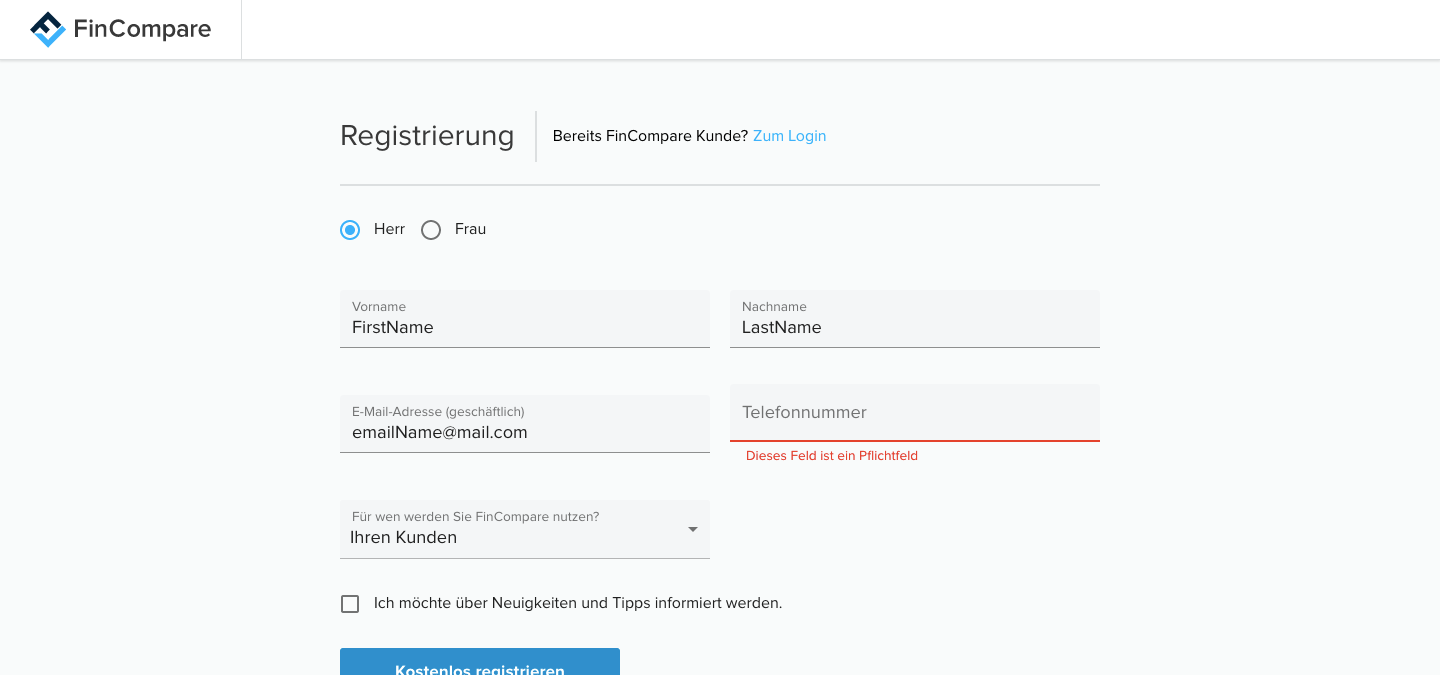 FinCompare
Registrierung
Bereits FinCompare Kunde? Zum Login
Herr Frau
Vorname
FirstName
Nachname
LastName
E-Mail-Adresse (geschäftlich)
emailName@mail.com
Telefonnummer
Dieses Feld ist ein Pflichtfeld
Für wen werden Sie FinCompare nutzen?
Ihren Kunden
Ich möchte über Neuigkeiten und Tipps informiert werden.
Kostenlos registrieren